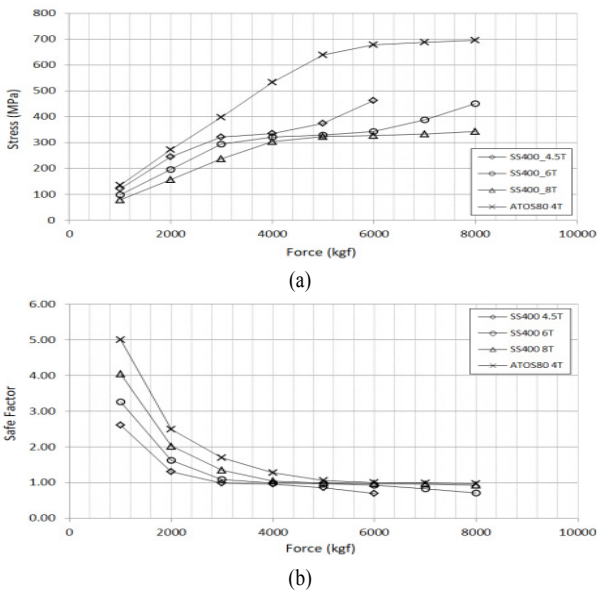 (a)
800
700
600
500
400
300
200
100
0
Stress (MPa)
0
2000
4000
6000
8000
10000
Force (kgf)
SS400_4.5T
SS400_6T
SS400_8T
ATOS80 4T
(a)
6.00
5.00
4.00
3.00
2.00
1.00
0.00
Safe Factor
0
2000
4000
6000
8000
10000
Force (kgf)
SS400 4.5T
SS400 6T
SS400 8T
ATOS80 4T
(b)